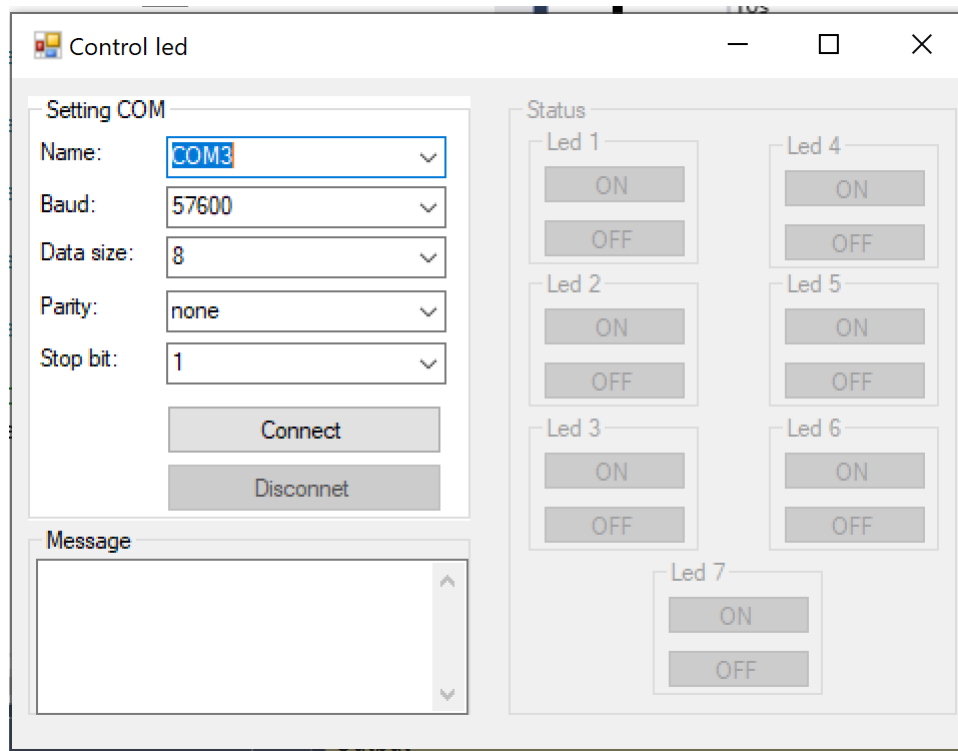 Control led
Setting COM
Name: COM3
Baud: 57600
Data size: 8
Parity: none
Stop bit: 1
Connect
Disconnet
Message
Status
Led 1
ON
OFF
Led 2
ON
OFF
Led 3
ON
OFF
Led 4
ON
OFF
Led 5
ON
OFF
Led 6
ON
OFF
Led 7
ON
OFF